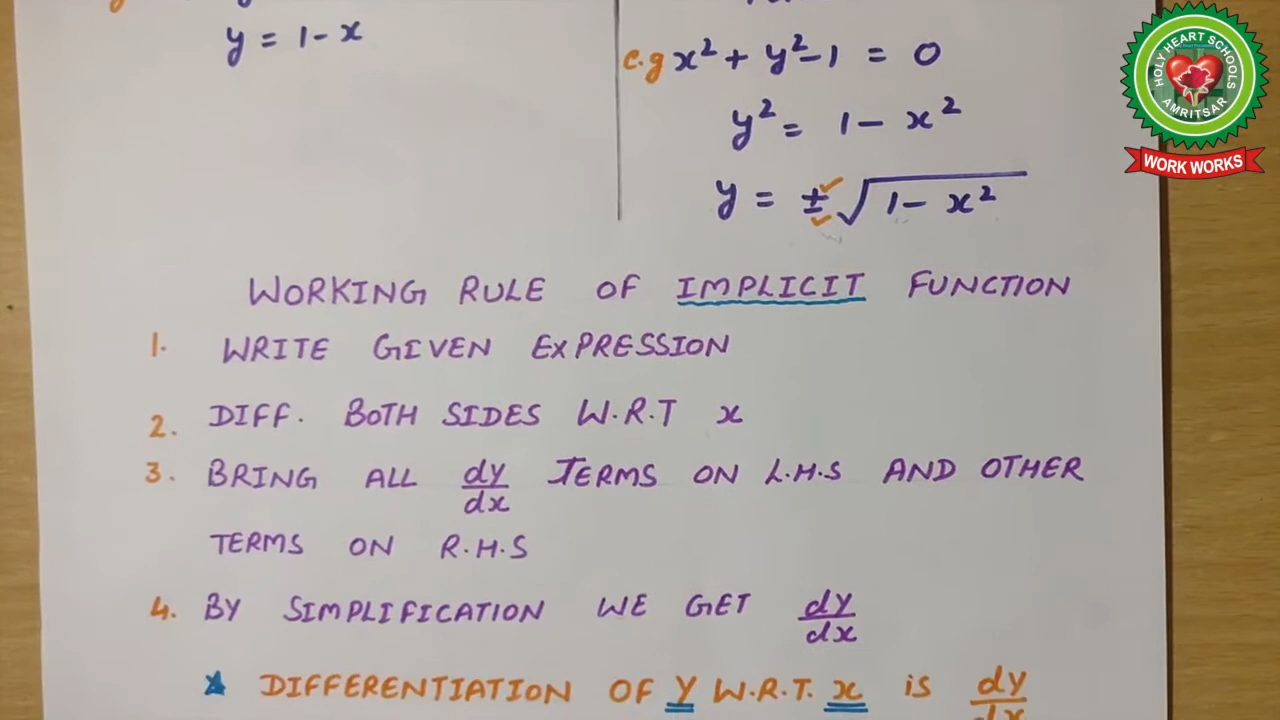 y = 1 - x
e.g x² + y² - 1 = 0
y² = 1 - x²
y = ± √1 - x²
WORKING RULE OF IMPLICIT FUNCTION
1. WRITE GIVEN EXPRESSION
2. DIFF. BOTH SIDES W.R.T x
3. BRING ALL dy/dx TERMS ON L.H.S AND OTHER
TERMS ON R.H.S
4. BY SIMPLIFICATION WE GET dy/dx
★ DIFFERENTIATION OF y W.R.T. x is dy/dx
HOLY HEART SCHOOLS
AMRITSAR
WORK WORKS